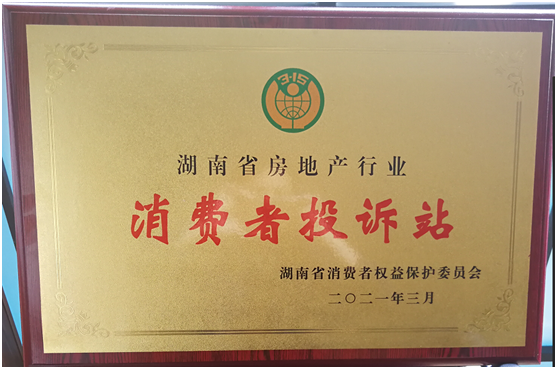 3·15
湖南省房地产行业
消费者投诉站
湖南省消费者权益保护委员会
二〇二一年三月